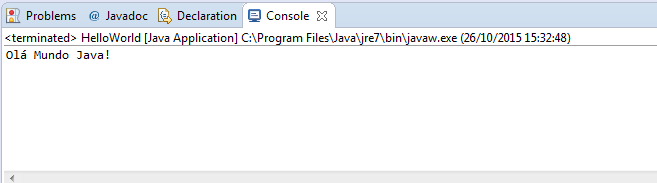 Problems @ Javadoc Declaration Console
<terminated> HelloWorld [Java Application] C:\Program Files\Java\jre7\bin\javaw.exe (26/10/2015 15:32:48)
Olá Mundo Java!